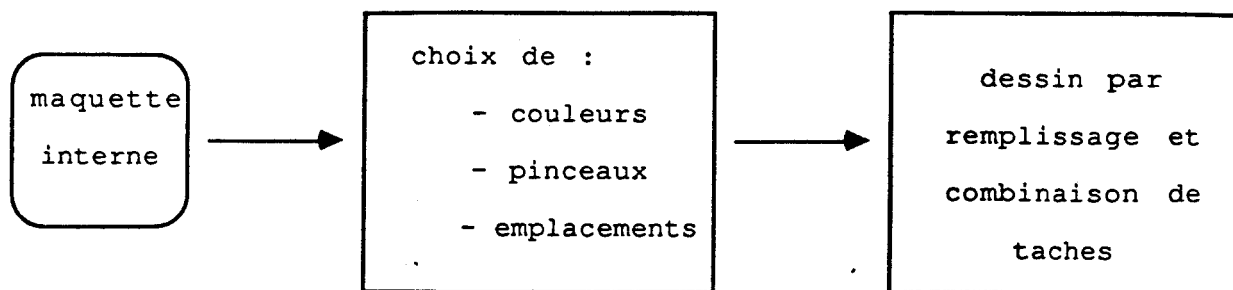 maquette
interne
choix de :
- couleurs
- pinceaux
- emplacements
dessin par
remplissage et
combinaison de
taches